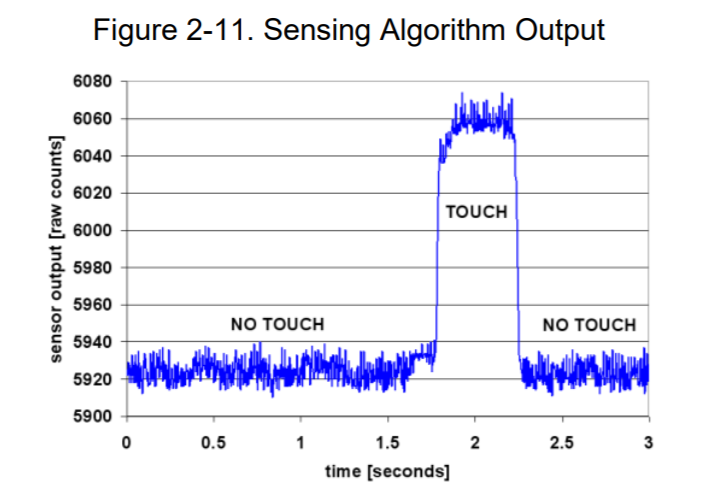 Figure 2-11. Sensing Algorithm Output
6080
6060
6040
6020
6000
5980
5960
5940
5920
5900
sensor output [raw counts]
TOUCH
NO TOUCH
NO TOUCH
0 0.5 1 1.5 2 2.5 3
time [seconds]